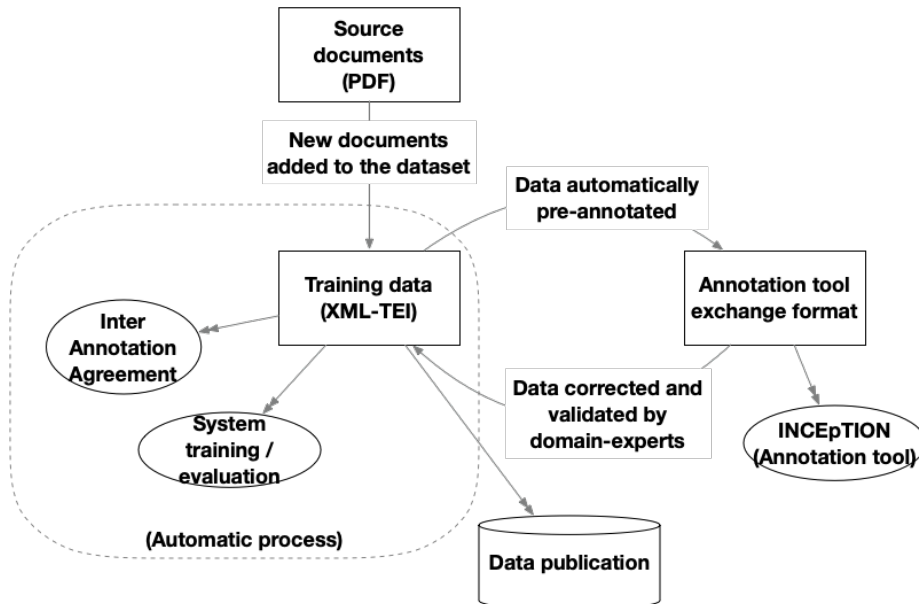 Source
documents
(PDF)
New documents
added to the dataset
Data automatically
pre-annotated
Training data
(XML-TEI)
Annotation tool
exchange format
Inter
Annotation
Agreement
Data corrected and
validated by
domain-experts
System
training /
evaluation
INCEpTION
(Annotation tool)
(Automatic process)
Data publication